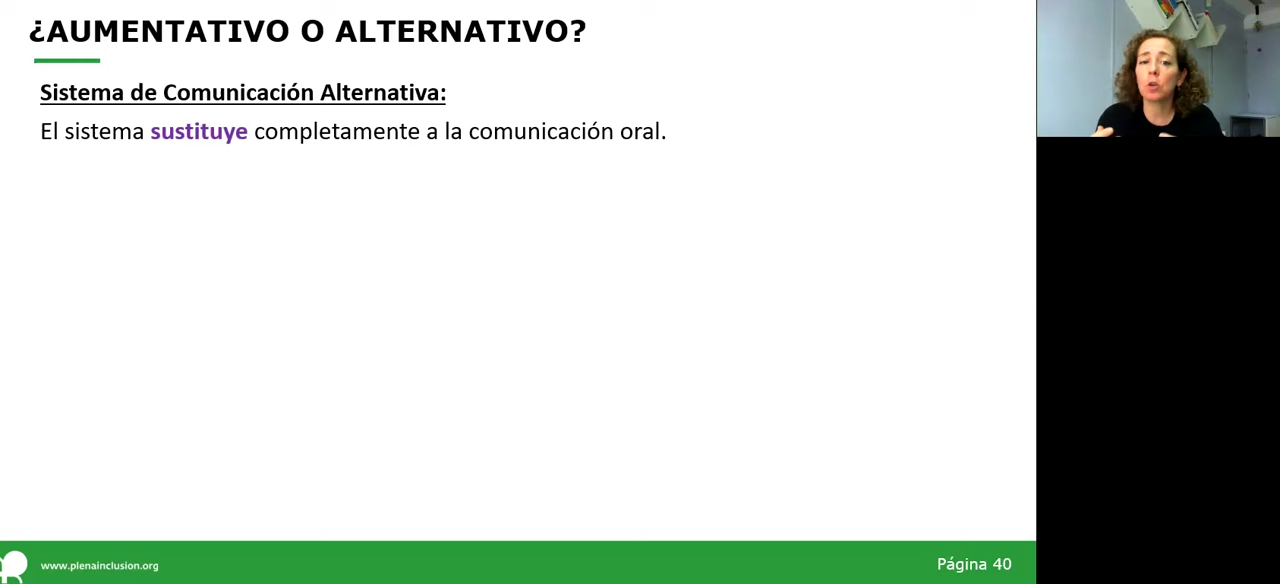 ¿AUMENTATIVO O ALTERNATIVO?
Sistema de Comunicación Alternativa:
El sistema sustituye completamente a la comunicación oral.
www.plenainclusion.org
Página 40